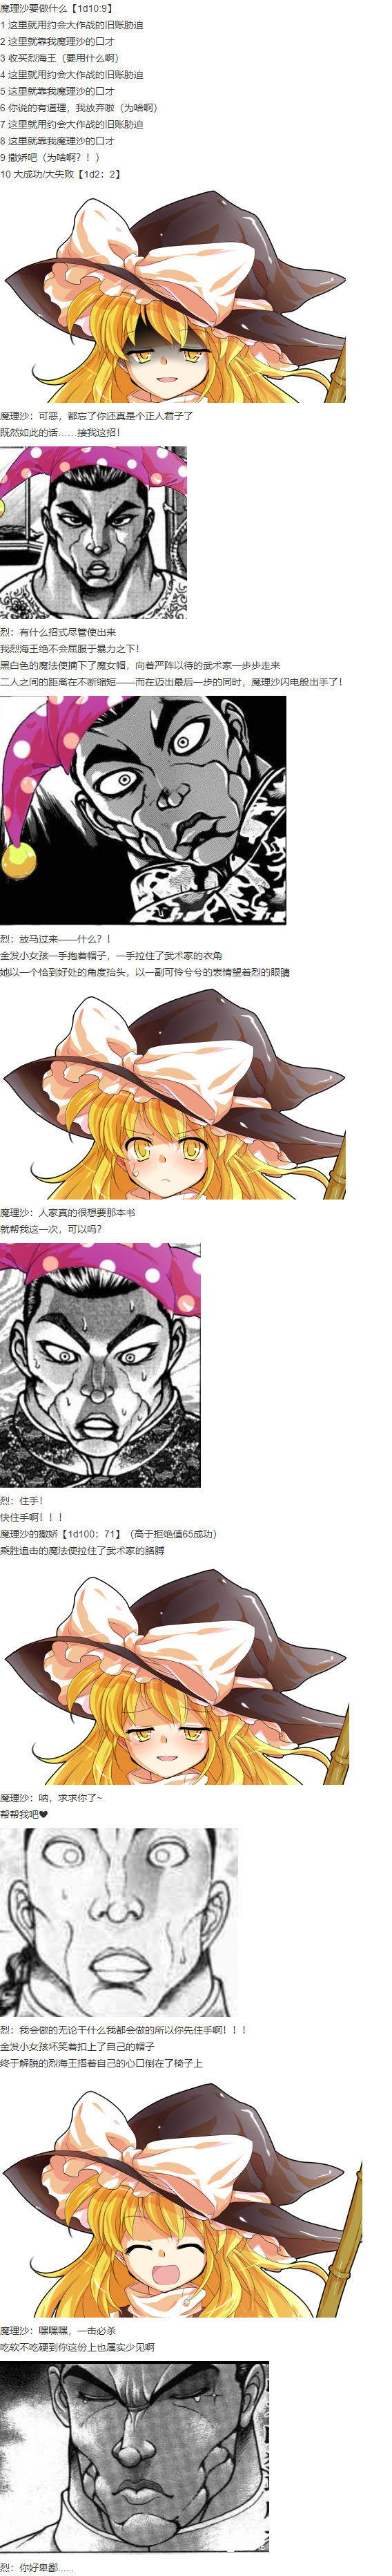 魔理沙要做什么【1d10:9】
1 这里就用约会大作战的旧账胁迫
2 这里就靠我魔理沙的口才
3 收买烈海王（要用什么啊）
4 这里就用约会大作战的旧账胁迫
5 这里就靠我魔理沙的口才
6 你说的有道理，我放弃啦（为啥啊）
7 这里就用约会大作战的旧账胁迫
8 这里就靠我魔理沙的口才
9 撒娇吧（为啥啊？！）
10 大成功/大失败【1d2：2】
魔理沙：可恶，都忘了你还真是个正人君子了
既然如此的话……接我这招！
烈：有什么招式尽管使出来
我烈海王绝不会屈服于暴力之下！
黑白色的魔法使摘下了魔女帽，向着严阵以待的武术家一步步走来
二人之间的距离在不断缩短——而在迈出最后一步的同时，魔理沙闪电般出手了！
烈：放马过来——什么？！
金发小女孩一手抱着帽子，一手拉住了武术家的衣角
她以一个恰到好处的角度抬头，以一副可怜兮兮的表情望着烈的眼睛
魔理沙：人家真的很想要那本书
就帮我这一次，可以吗？
烈：住手！
快住手啊！！！
魔理沙的撒娇【1d100：71】（高于拒绝值65成功）
乘胜追击的魔法使拉住了武术家的胳膊
魔理沙：呐，求求你了~
帮帮我吧♥
烈：我会做的无论干什么我都会做的所以你先住手啊！！！
金发小女孩坏笑着扣上了自己的帽子
终于解脱的烈海王捂着自己的心口倒在了椅子上
魔理沙：嘿嘿嘿，一击必杀
吃软不吃硬到你这份上也属实少见啊
烈：你好卑鄙......